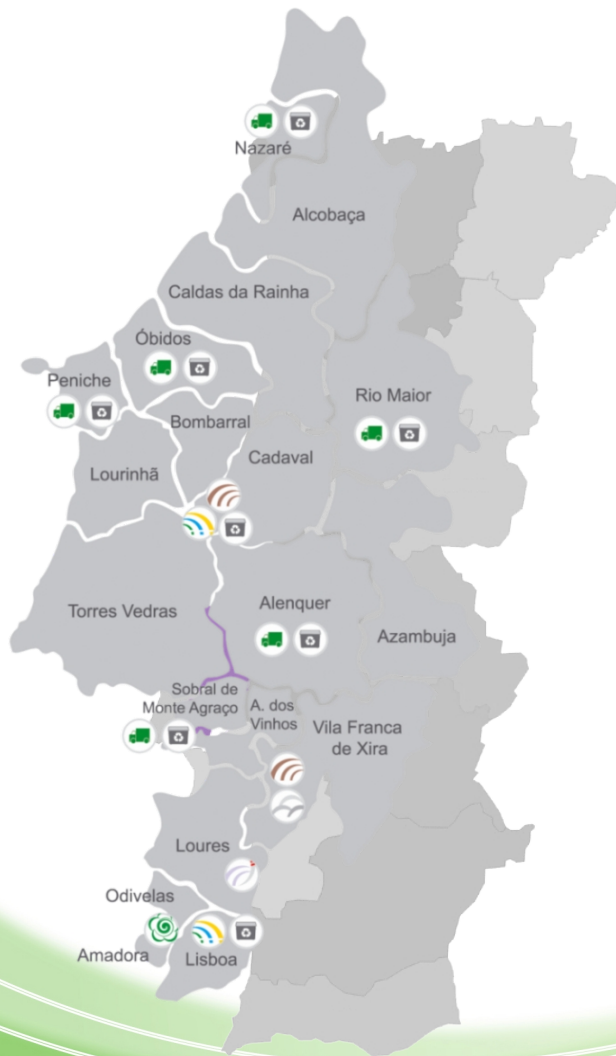 Nazaré
Alcobaça
Caldas da Rainha
Óbidos
Peniche
Rio Maior
Bombarral
Cadaval
Lourinhã
Alenquer
Torres Vedras
Azambuja
Sobral de
Monte Agraço
A. dos
Vinhos
Vila Franca
de Xira
Loures
Odivelas
Amadora
Lisboa